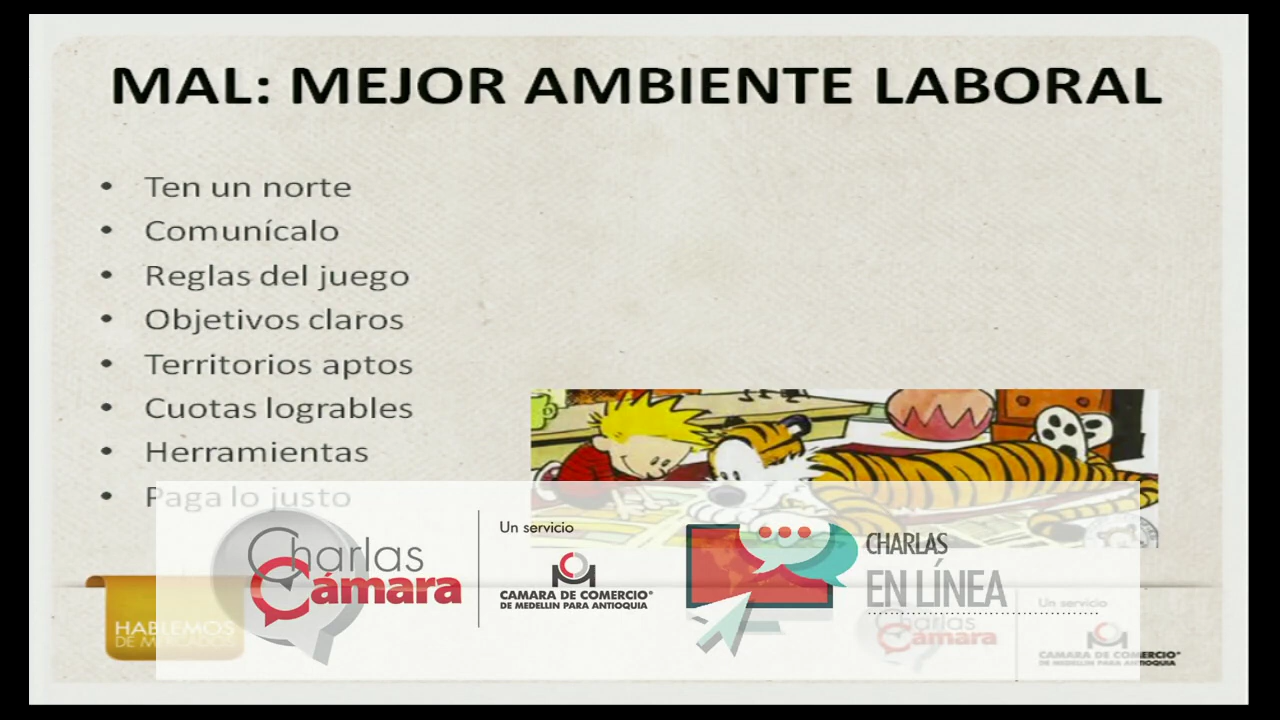 MAL: MEJOR AMBIENTE LABORAL
• Ten un norte
• Comunícalo
• Reglas del juego
• Objetivos claros
• Territorios aptos
• Cuotas logrables
• Herramientas
• Paga lo justo
Charlas
Cámara
Un servicio
CAMARA DE COMERCIO®
DE MEDELLIN PARA ANTIOQUIA
CHARLAS
EN LÍNEA
HABLEMOS
DE MERCADOS
Charlas
Cámara
Un servicio
CAMARA DE COMERCIO®
DE MEDELLIN PARA ANTIOQUIA